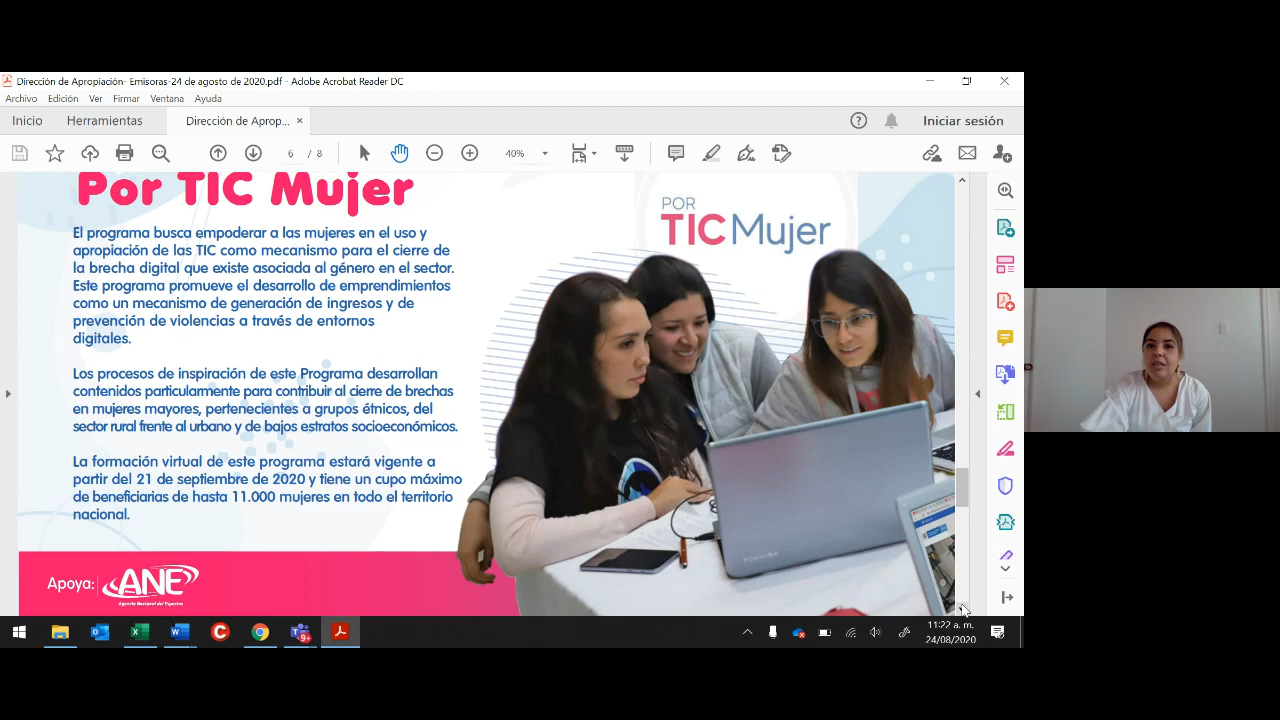 Dirección de Apropiación- Emisoras-24 de agosto de 2020.pdf - Adobe Acrobat Reader DC
Archivo Edición Ver Firmar Ventana Ayuda
Inicio Herramientas Dirección de Aprop... × Iniciar sesión
6 / 8 40%
Por TIC Mujer
El programa busca empoderar a las mujeres en el uso y
apropiación de las TIC como mecanismo para el cierre de
la brecha digital que existe asociada al género en el sector.
Este programa promueve el desarrollo de emprendimientos
como un mecanismo de generación de ingresos y de
prevención de violencias a través de entornos
digitales.
Los procesos de inspiración de este Programa desarrollan
contenidos particularmente para contribuir al cierre de brechas
en mujeres mayores, pertenecientes a grupos étnicos, del
sector rural frente al urbano y de bajos estratos socioeconómicos.
La formación virtual de este programa estará vigente a
partir del 21 de septiembre de 2020 y tiene un cupo máximo
de beneficiarias de hasta 11.000 mujeres en todo el territorio
nacional.
POR
TIC Mujer
TOSHIBA
Apoya: ANE
Agencia Nacional del Espectro
9+
11:22 a. m.
24/08/2020